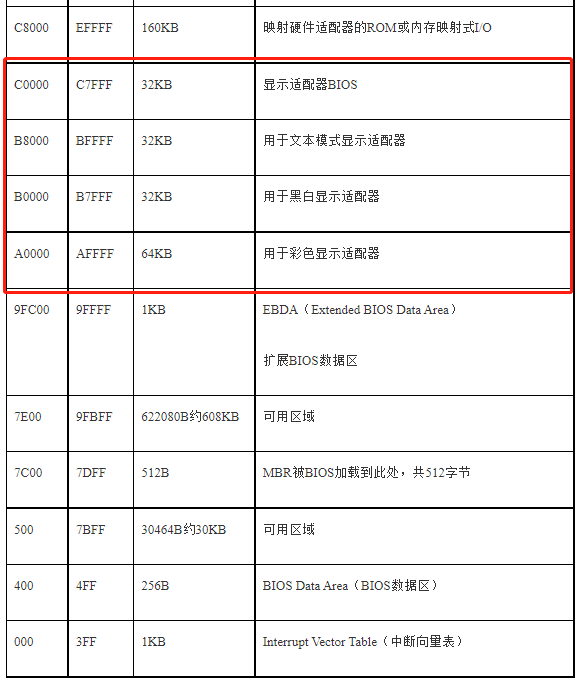 C8000 EFFFF 160KB 映射硬件适配器的ROM或内存映射式I/O
C0000 C7FFF 32KB 显示适配器BIOS
B8000 BFFFF 32KB 用于文本模式显示适配器
B0000 B7FFF 32KB 用于黑白显示适配器
A0000 AFFFF 64KB 用于彩色显示适配器
9FC00 9FFFF 1KB EBDA（Extended BIOS Data Area）
扩展BIOS数据区
7E00 9FBFF 622080B约608KB 可用区域
7C00 7DFF 512B MBR被BIOS加载到此处，共512字节
500 7BFF 30464B约30KB 可用区域
400 4FF 256B BIOS Data Area（BIOS数据区）
000 3FF 1KB Interrupt Vector Table（中断向量表）